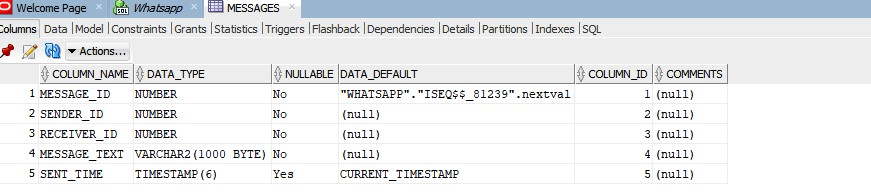 Welcome Page Whatsapp MESSAGES
Columns Data Model Constraints Grants Statistics Triggers Flashback Dependencies Details Partitions Indexes SQL
Actions...
COLUMN_NAME DATA_TYPE NULLABLE DATA_DEFAULT COLUMN_ID COMMENTS
1 MESSAGE_ID NUMBER No "WHATSAPP"."ISEQ$$_81239".nextval 1 (null)
2 SENDER_ID NUMBER No (null) 2 (null)
3 RECEIVER_ID NUMBER No (null) 3 (null)
4 MESSAGE_TEXT VARCHAR2(1000 BYTE) No (null) 4 (null)
5 SENT_TIME TIMESTAMP(6) Yes CURRENT_TIMESTAMP 5 (null)